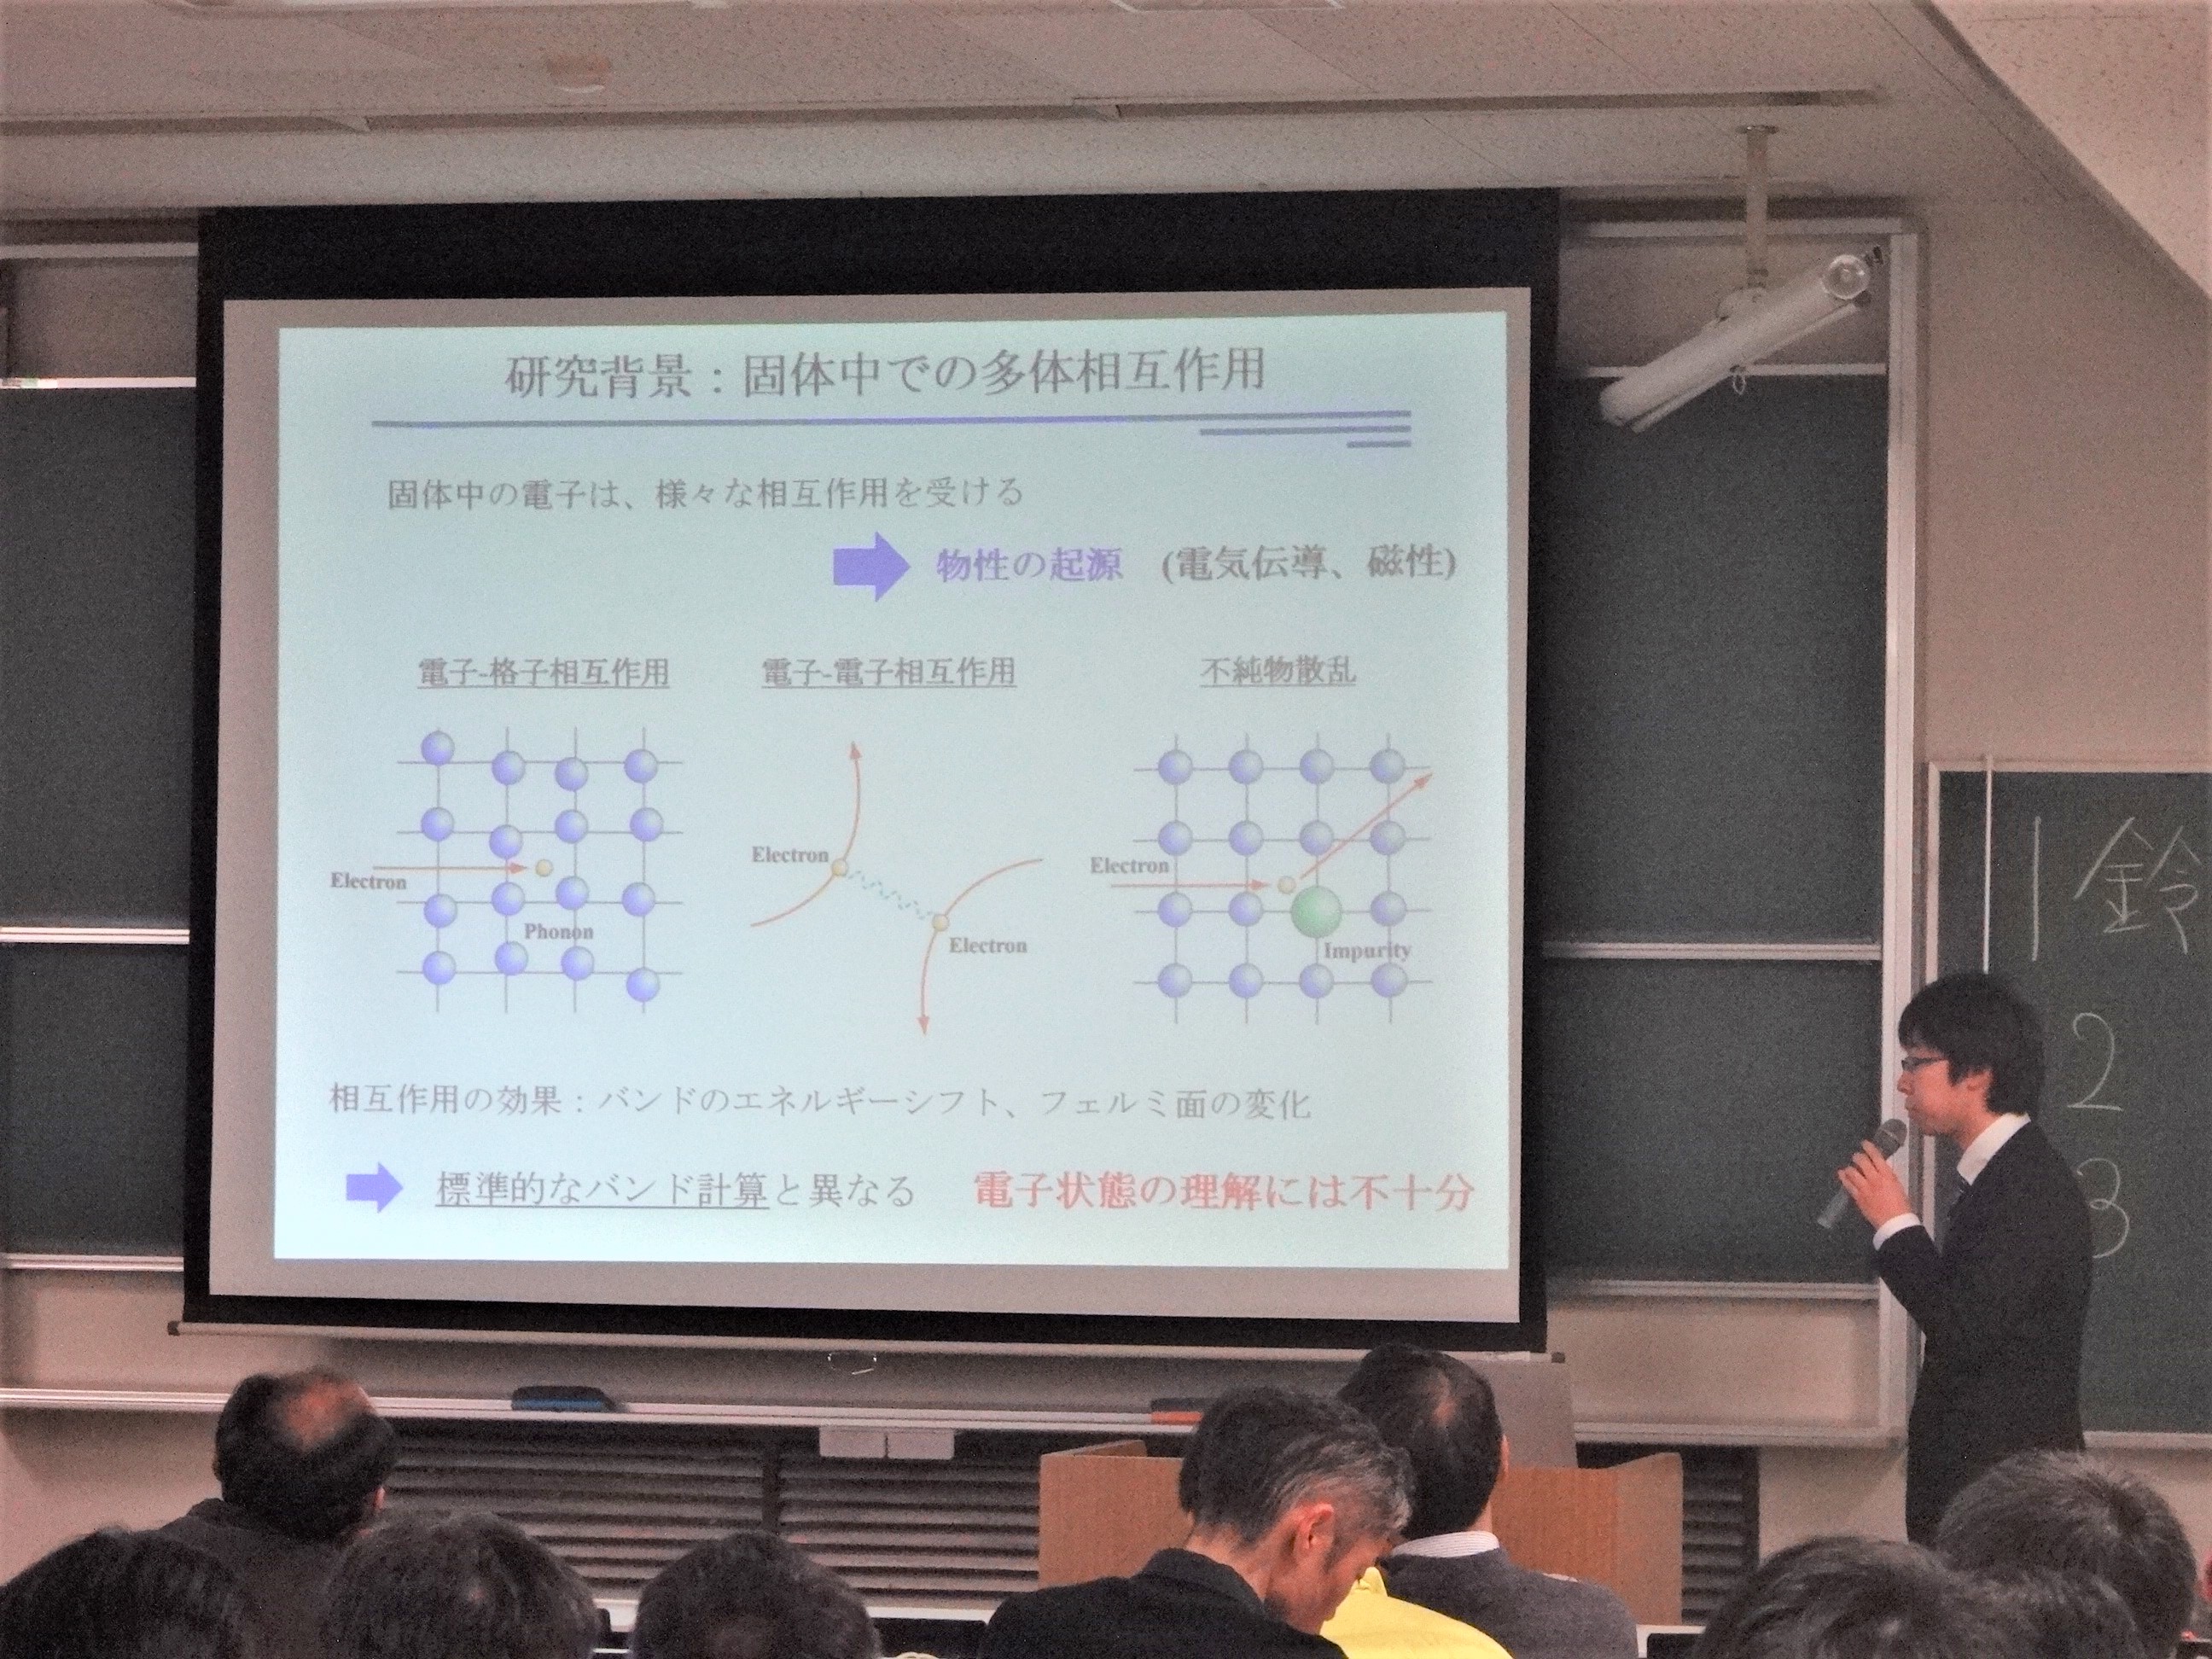 研究背景：固体中での多体相互作用
固体中の電子は、様々な相互作用を受ける
物性の起源 (電気伝導、磁性)
電子-格子相互作用
電子-電子相互作用
不純物散乱
Electron
Phonon
Electron
Electron
Electron
Impurity
相互作用の効果：バンドのエネルギーシフト、フェルミ面の変化
標準的なバンド計算と異なる 電子状態の理解には不十分
1 鈴
2
3